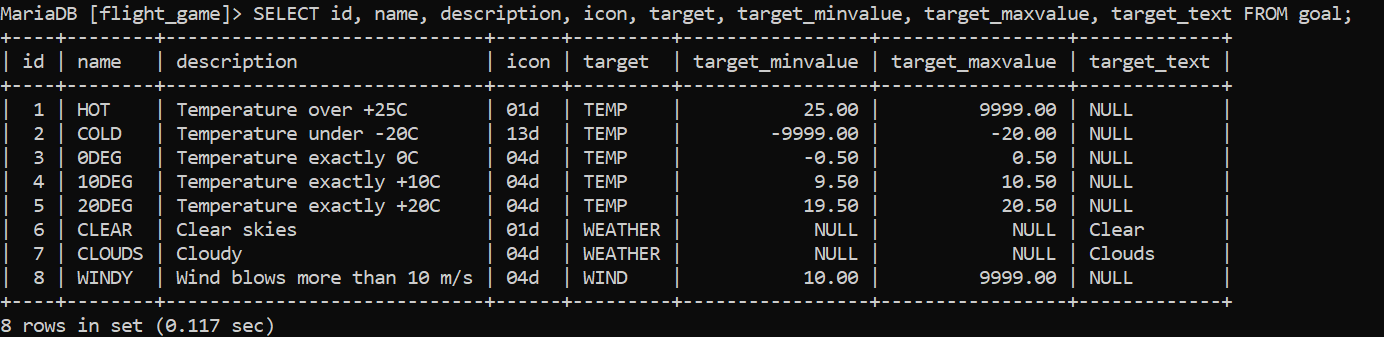 MariaDB [flight_game]> SELECT id, name, description, icon, target, target_minvalue, target_maxvalue, target_text FROM goal;
+----+---------+-----------------------------+------+---------+-----------------+-----------------+-------------+
| id | name    | description                 | icon | target  | target_minvalue | target_maxvalue | target_text |
+----+---------+-----------------------------+------+---------+-----------------+-----------------+-------------+
|  1 | HOT     | Temperature over +25C       | 01d  | TEMP    |           25.00 |         9999.00 | NULL        |
|  2 | COLD    | Temperature under -20C      | 13d  | TEMP    |        -9999.00 |          -20.00 | NULL        |
|  3 | 0DEG    | Temperature exactly 0C      | 04d  | TEMP    |           -0.50 |            0.50 | NULL        |
|  4 | 10DEG   | Temperature exactly +10C    | 04d  | TEMP    |            9.50 |           10.50 | NULL        |
|  5 | 20DEG   | Temperature exactly +20C    | 04d  | TEMP    |           19.50 |           20.50 | NULL        |
|  6 | CLEAR   | Clear skies                 | 01d  | WEATHER |            NULL |            NULL | Clear       |
|  7 | CLOUDS  | Cloudy                      | 04d  | WEATHER |            NULL |            NULL | Clouds      |
|  8 | WINDY   | Wind blows more than 10 m/s | 04d  | WIND    |           10.00 |         9999.00 | NULL        |
+----+---------+-----------------------------+------+---------+-----------------+-----------------+-------------+
8 rows in set (0.117 sec)